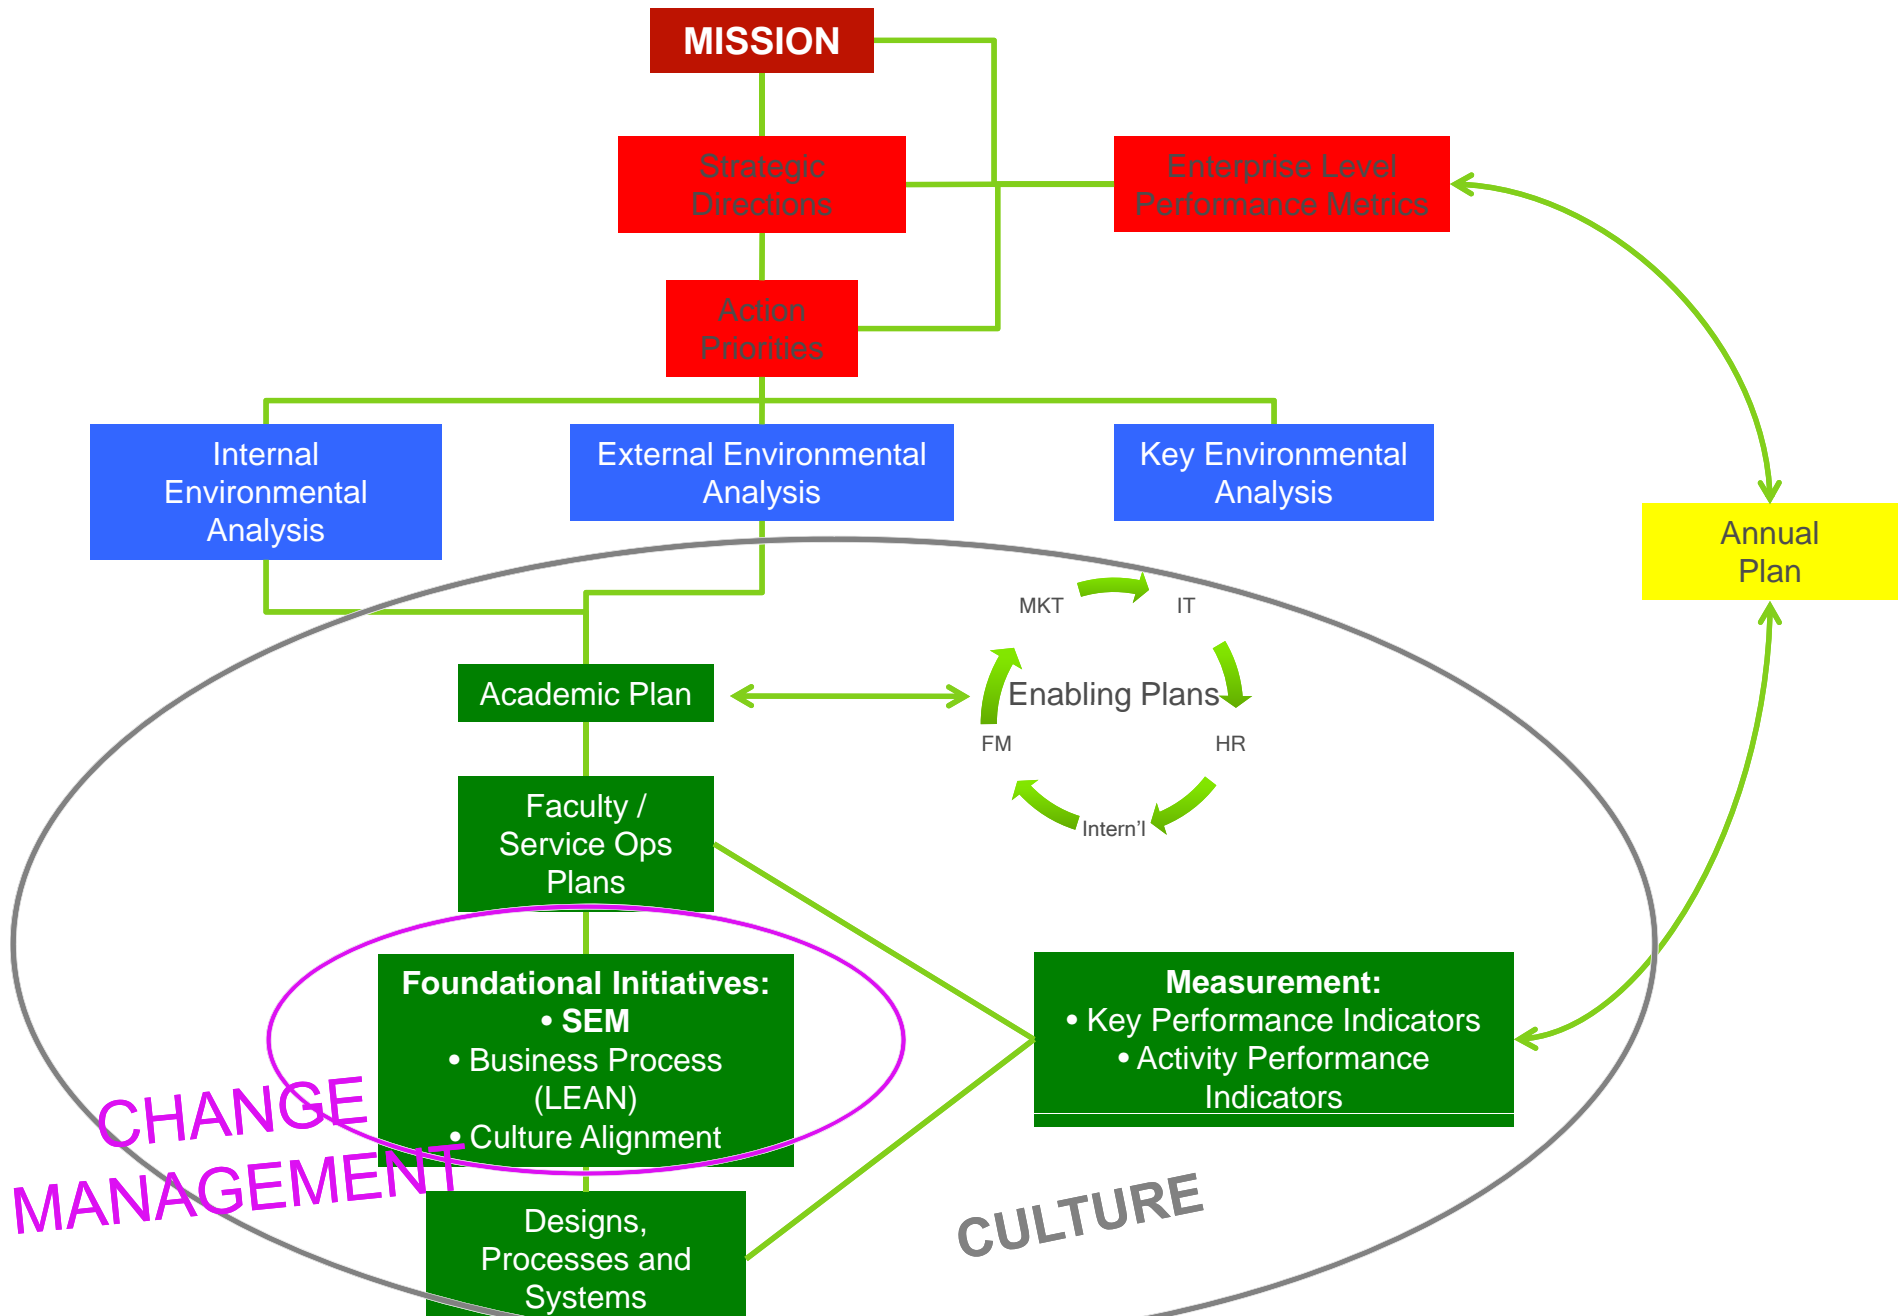 MISSION
Strategic
Directions
Enterprise Level
Performance Metrics
Action
Priorities
Internal
Environmental
Analysis
External Environmental
Analysis
Key Environmental
Analysis
Annual
Plan
MKT
IT
Academic Plan
Enabling Plans
FM
HR
Intern'l
Faculty /
Service Ops
Plans
Foundational Initiatives:
• SEM
• Business Process
(LEAN)
• Culture Alignment
Measurement:
• Key Performance Indicators
• Activity Performance
Indicators
CHANGE
MANAGEMENT
CULTURE
Designs,
Processes and
Systems